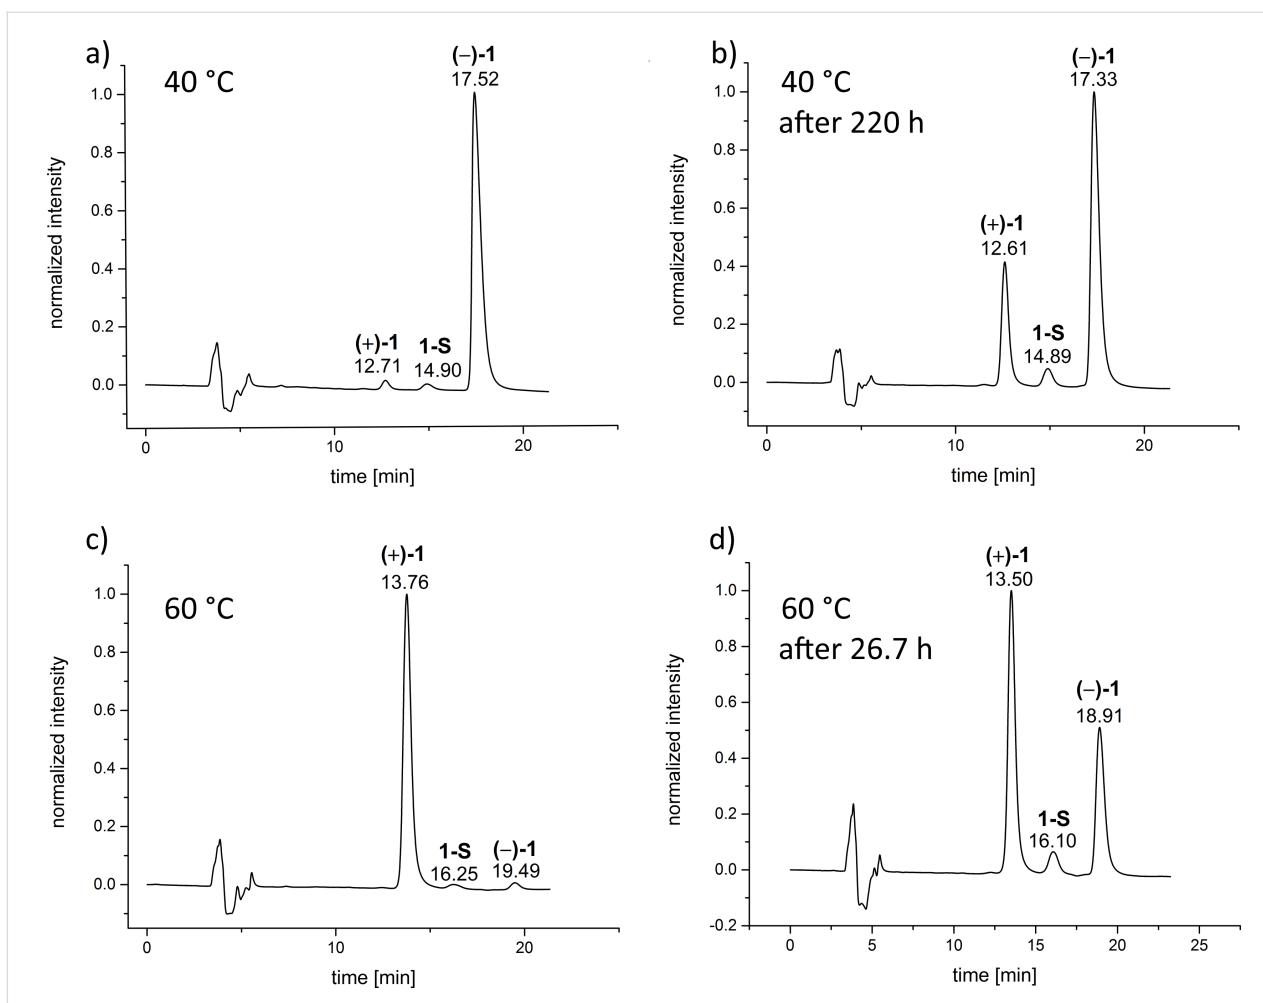 a)
40 °C
(−)-1
17.52
(+)-1
12.71
1-S
14.90
1.0
0.8
0.6
0.4
0.2
0.0
normalized intensity
0
10
20
time [min]
b)
40 °C
after 220 h
(−)-1
17.33
(+)-1
12.61
1-S
14.89
1.0
0.8
0.6
0.4
0.2
0.0
normalized intensity
0
10
20
time [min]
c)
60 °C
(+)-1
13.76
1-S
16.25
(−)-1
19.49
1.0
0.8
0.6
0.4
0.2
0.0
normalized intensity
0
10
20
time [min]
d)
60 °C
after 26.7 h
(+)-1
13.50
(−)-1
18.91
1-S
16.10
1.0
0.8
0.6
0.4
0.2
0.0
-0.2
normalized intensity
0
5
10
15
20
25
time [min]